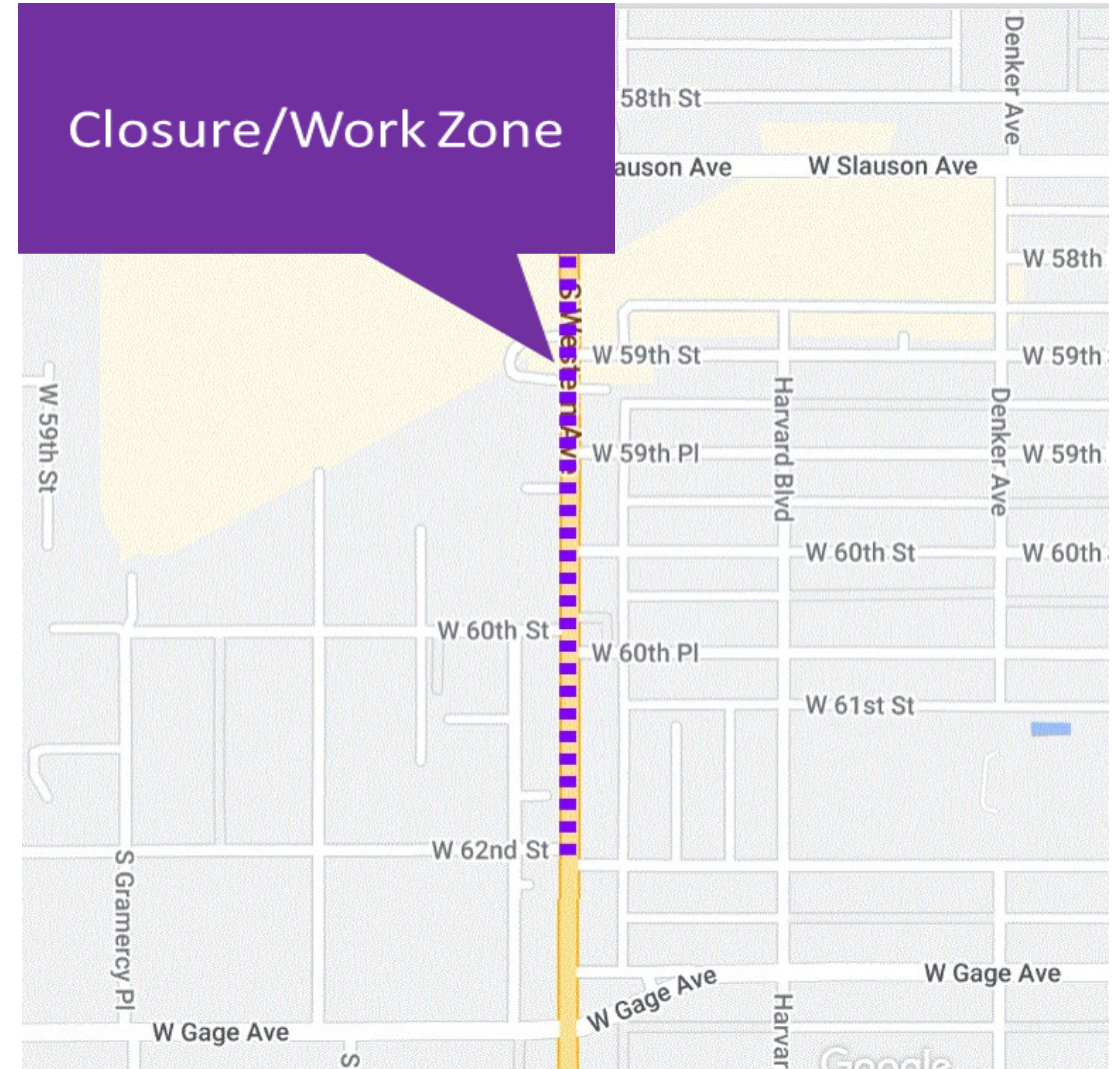 Closure/Work Zone
58th St
Denker Ave
auson Ave
W Slauson Ave
W 58th
S Western Ave
W 59th St
W 59th
W 59th St
Harvard Blvd
Denker Ave
W 59th Pl
W 59th
W 60th St
W 60th
W 60th St
W 60th Pl
W 61st St
W 62nd St
S Gramercy Pl
W Gage Ave
W Gage Ave
W Gage Ave
Harvar
S
Google